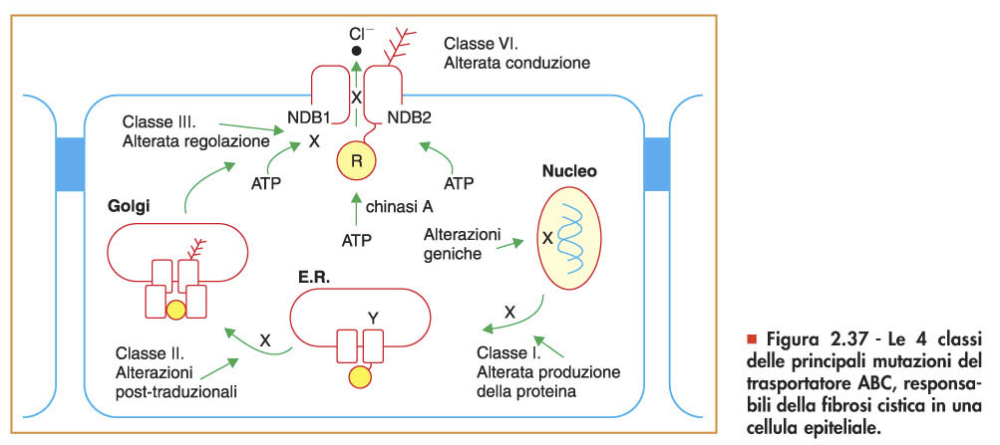 Cl⁻
Classe VI.
Alterata conduzione
X
NDB1
NDB2
Classe III.
Alterata regolazione
X
R
ATP
ATP
chinasi A
ATP
Nucleo
X
Alterazioni
geniche
Golgi
E.R.
Y
X
X
Classe II.
Alterazioni
post-traduzionali
Classe I.
Alterata produzione
della proteina
■ Figura 2.37 - Le 4 classi
delle principali mutazioni del
trasportatore ABC, responsa-
bili della fibrosi cistica in una
cellula epiteliale.